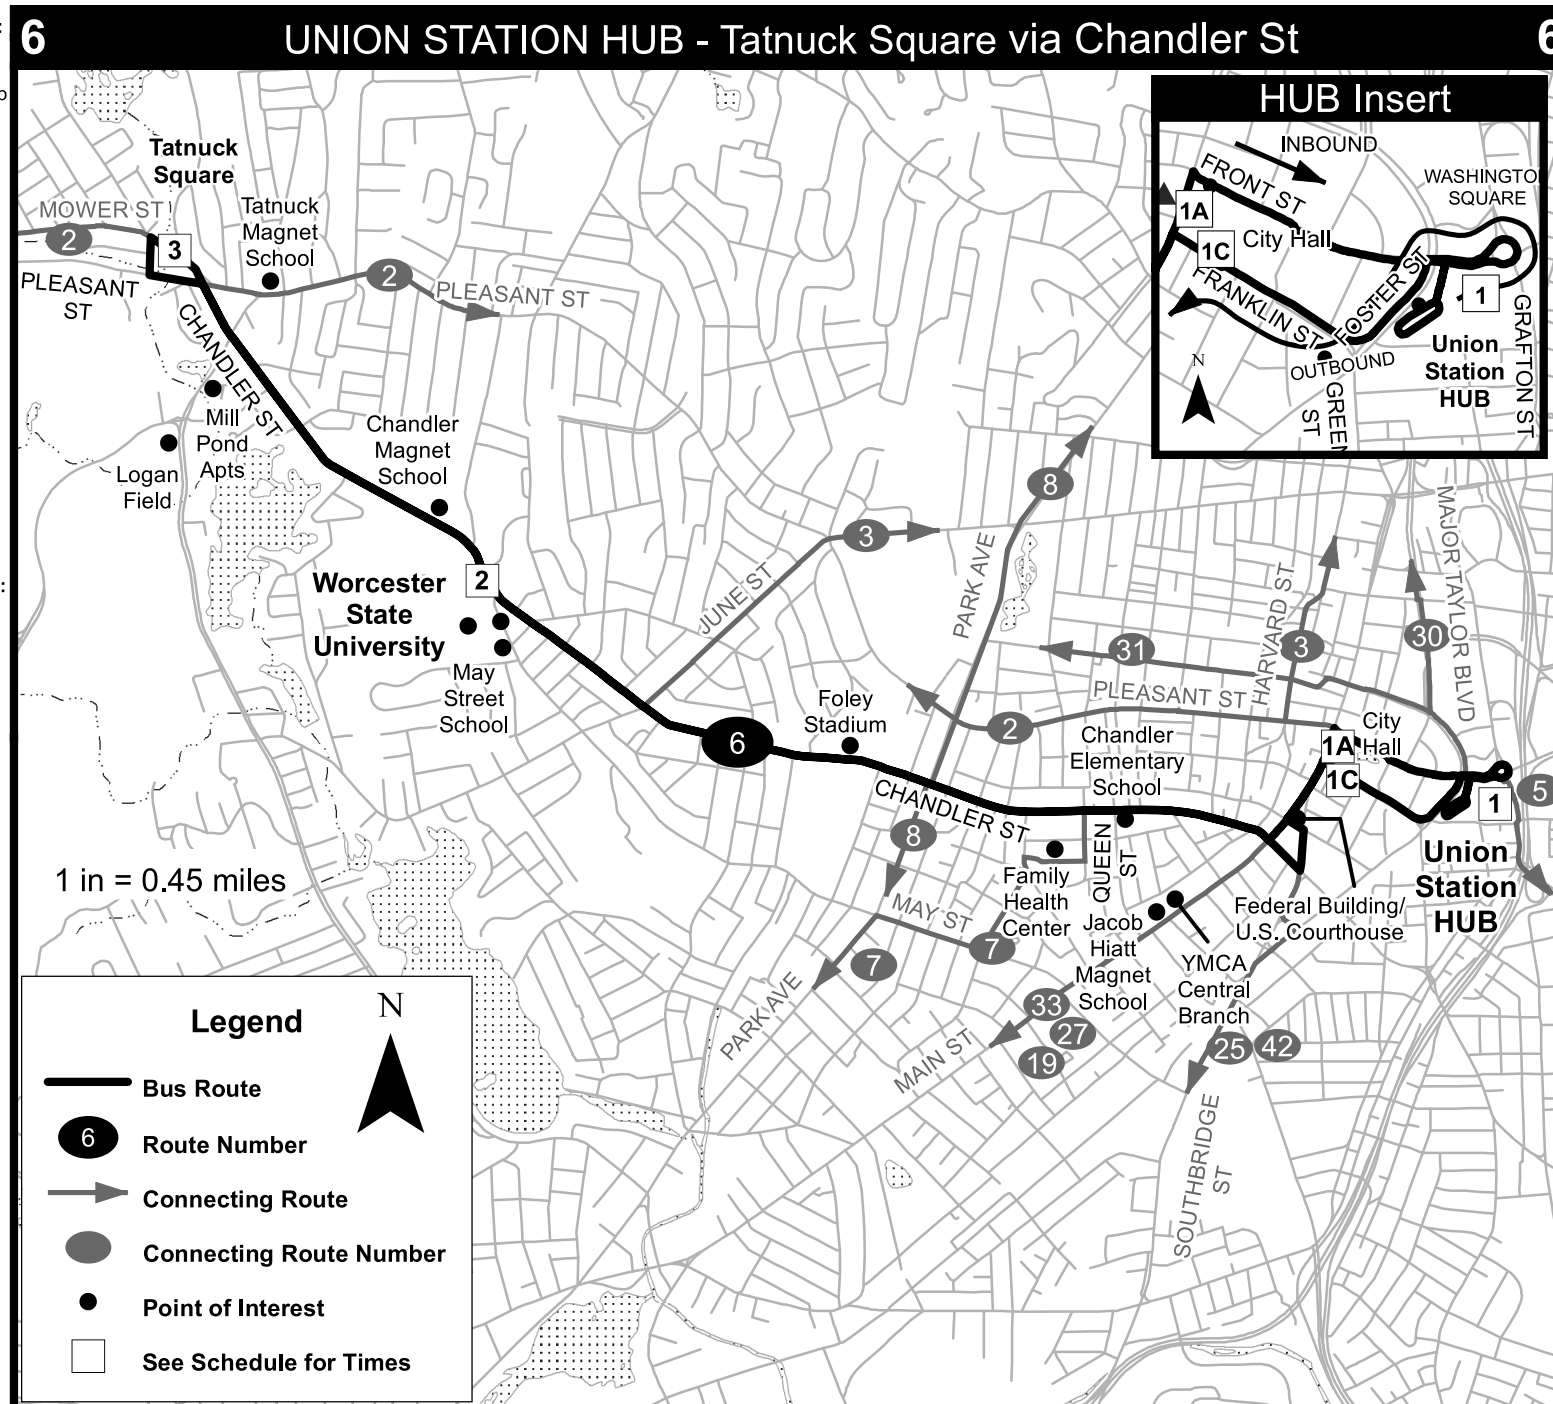 6 UNION STATION HUB - Tatnuck Square via Chandler St 6
HUB Insert
INBOUND
FRONT ST
WASHINGTO
SQUARE
1A
City Hall
1C
FRANKLIN ST
FOSTER ST
1
GRAFTON ST
Union
Station
HUB
OUTBOUND
GREEN
ST
N
Tatnuck
Square
MOWER ST
2
3
Tatnuck
Magnet
School
PLEASANT
ST
2
PLEASANT ST
CHANDLER ST
Mill
Pond
Apts
Logan
Field
Chandler
Magnet
School
8
3
PARK AVE
MAJOR TAYLOR BLVD
HARVARD ST
2
Worcester
State
University
JUNE ST
May
Street
School
31
3
30
PLEASANT ST
Foley
Stadium
6
2
Chandler
Elementary
School
City
Hall
1A
1C
1
5
CHANDLER ST
8
QUEEN
ST
Union
Station
HUB
1 in = 0.45 miles
Family
Health
Center
MAY ST
7
7
Jacob
Hiatt
Magnet
School
Federal Building/
U.S. Courthouse
YMCA
Central
Branch
PARK AVE
33
27
19
MAIN ST
25
42
SOUTHBRIDGE
ST
Legend
N
Bus Route
6 Route Number
Connecting Route
Connecting Route Number
Point of Interest
See Schedule for Times